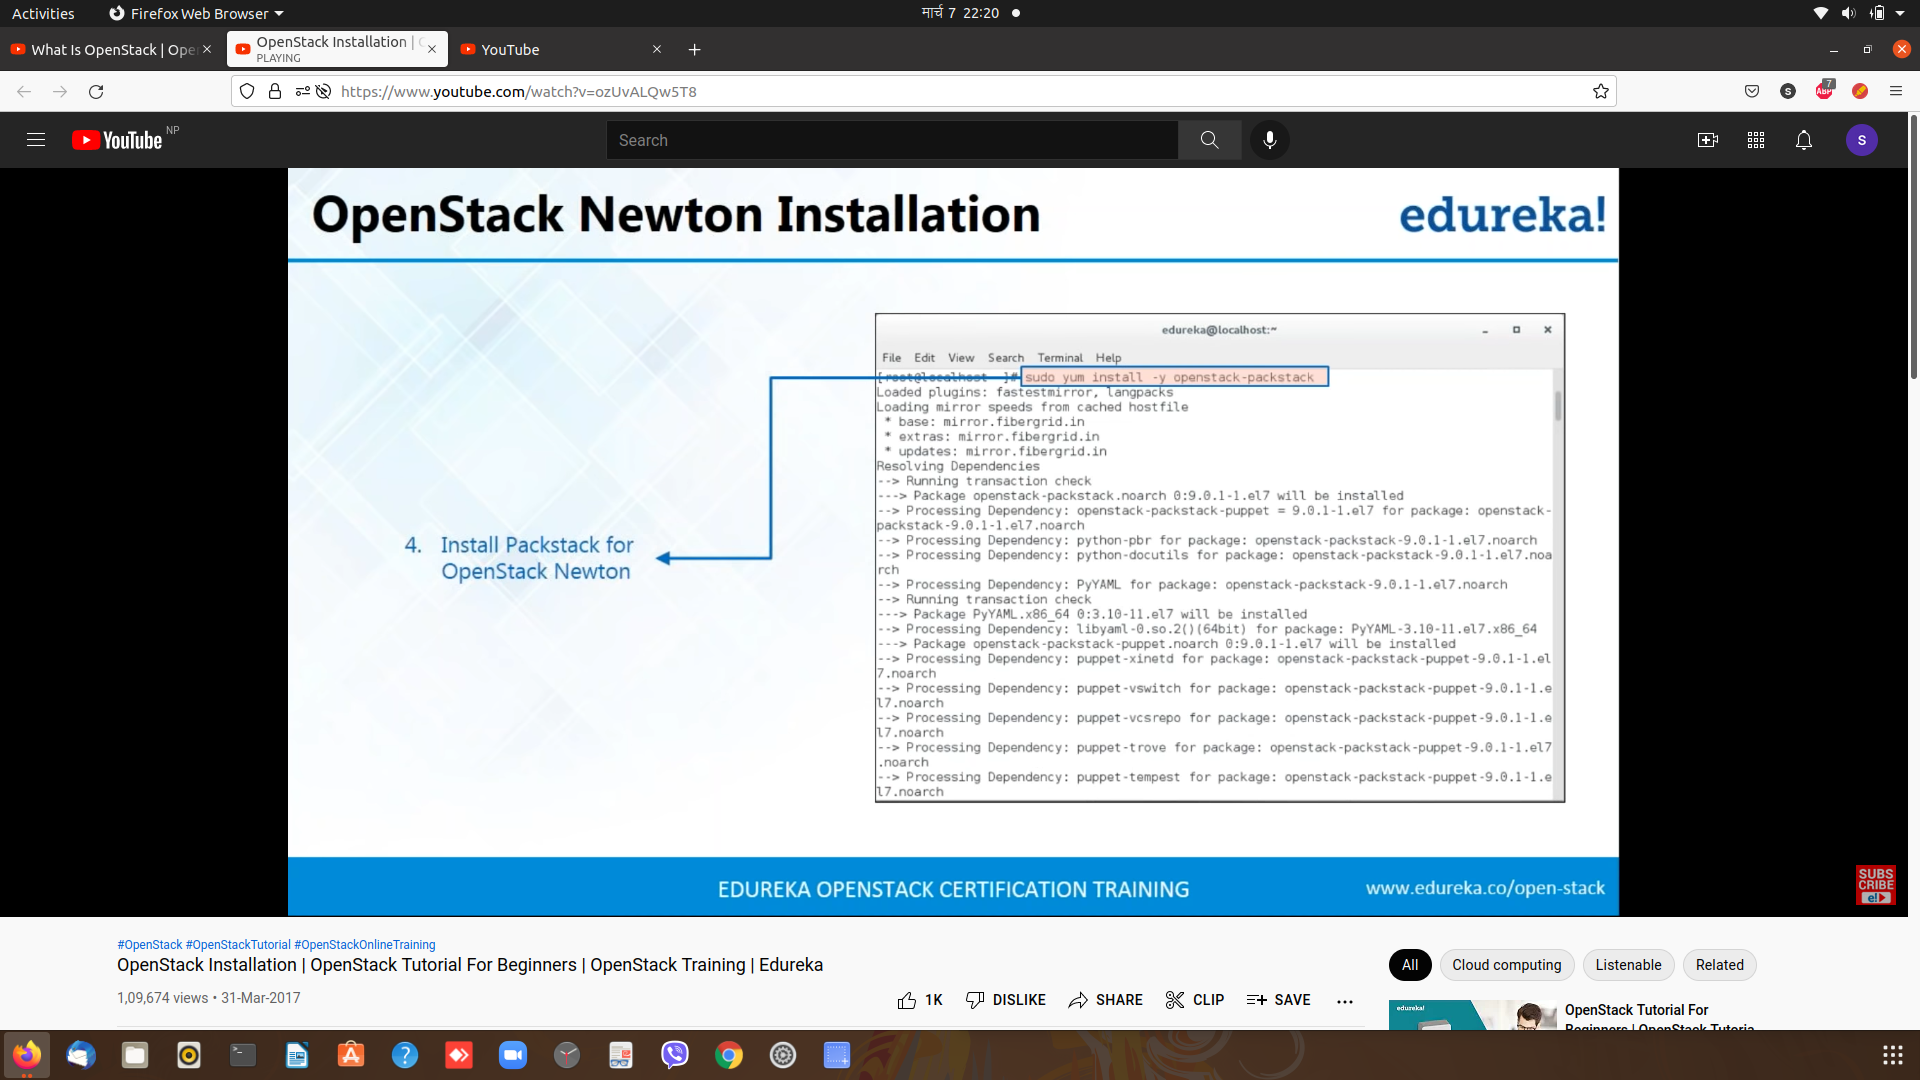 Activities
Firefox Web Browser
मार्च 7 22:20
What Is OpenStack | Ope
OpenStack Installation |
PLAYING
YouTube
https://www.youtube.com/watch?v=ozUvALQw5T8
S
ABP
7
YouTube NP
Search
S
OpenStack Newton Installation
edureka!
edureka@localhost:~
File Edit View Search Terminal Help
[root@localhost ~]# sudo yum install -y openstack-packstack
Loaded plugins: fastestmirror, langpacks
Loading mirror speeds from cached hostfile
* base: mirror.fibergrid.in
* extras: mirror.fibergrid.in
* updates: mirror.fibergrid.in
Resolving Dependencies
--> Running transaction check
---> Package openstack-packstack.noarch 0:9.0.1-1.el7 will be installed
--> Processing Dependency: openstack-packstack-puppet = 9.0.1-1.el7 for package: openstack-
packstack-9.0.1-1.el7.noarch
--> Processing Dependency: python-pbr for package: openstack-packstack-9.0.1-1.el7.noarch
--> Processing Dependency: python-docutils for package: openstack-packstack-9.0.1-1.el7.noa
rch
--> Processing Dependency: PyYAML for package: openstack-packstack-9.0.1-1.el7.noarch
--> Running transaction check
---> Package PyYAML.x86_64 0:3.10-11.el7 will be installed
--> Processing Dependency: libyaml-0.so.2()(64bit) for package: PyYAML-3.10-11.el7.x86_64
---> Package openstack-packstack-puppet.noarch 0:9.0.1-1.el7 will be installed
--> Processing Dependency: puppet-xinetd for package: openstack-packstack-puppet-9.0.1-1.el
7.noarch
--> Processing Dependency: puppet-vswitch for package: openstack-packstack-puppet-9.0.1-1.e
l7.noarch
--> Processing Dependency: puppet-vcsrepo for package: openstack-packstack-puppet-9.0.1-1.e
l7.noarch
--> Processing Dependency: puppet-trove for package: openstack-packstack-puppet-9.0.1-1.el7
.noarch
--> Processing Dependency: puppet-tempest for package: openstack-packstack-puppet-9.0.1-1.e
l7.noarch
4. Install Packstack for
OpenStack Newton
EDUREKA OPENSTACK CERTIFICATION TRAINING
www.edureka.co/open-stack
SUBS
CRIBE
e!
#OpenStack #OpenStackTutorial #OpenStackOnlineTraining
OpenStack Installation | OpenStack Tutorial For Beginners | OpenStack Training | Edureka
1,09,674 views • 31-Mar-2017
1K
DISLIKE
SHARE
CLIP
SAVE
All
Cloud computing
Listenable
Related
edureka!
OpenStack Tutorial For
Beginners | OpenStack Tutoria